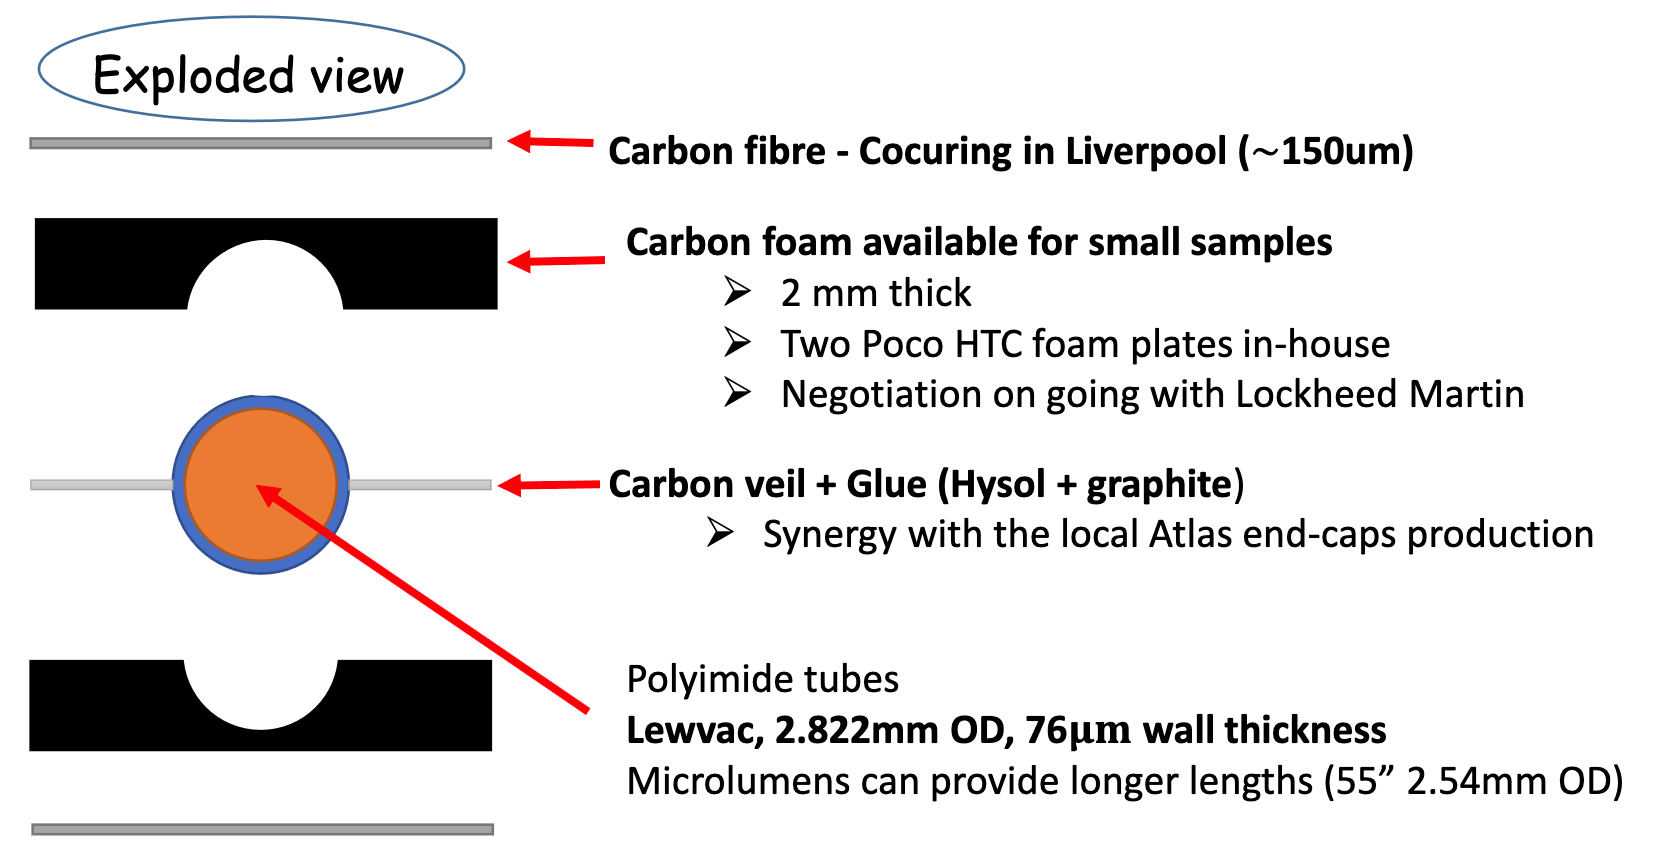 Exploded view
Carbon fibre - Cocuring in Liverpool (~150um)
Carbon foam available for small samples
➢ 2 mm thick
➢ Two Poco HTC foam plates in-house
➢ Negotiation on going with Lockheed Martin
Carbon veil + Glue (Hysol + graphite)
➢ Synergy with the local Atlas end-caps production
Polyimide tubes
Lewvac, 2.822mm OD, 76μm wall thickness
Microlumens can provide longer lengths (55” 2.54mm OD)